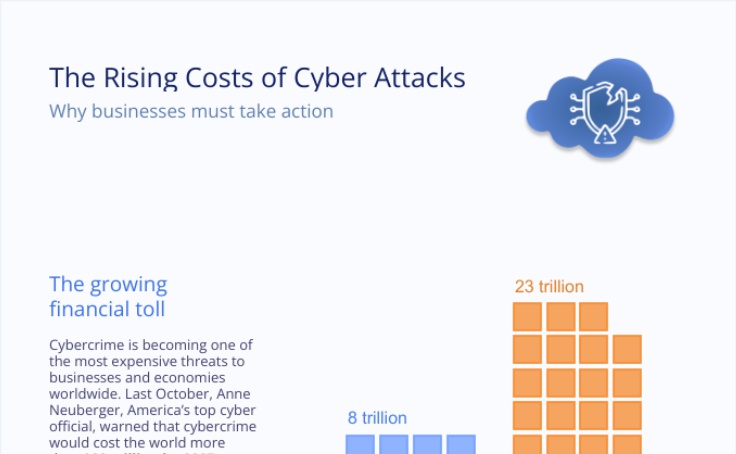 The Rising Costs of Cyber Attacks
Why businesses must take action
The growing
financial toll
23 trillion
Cybercrime is becoming one of
the most expensive threats to
businesses and economies
worldwide. Last October, Anne
Neuberger, America's top cyber
official, warned that cybercrime
would cost the world more
8 trillion